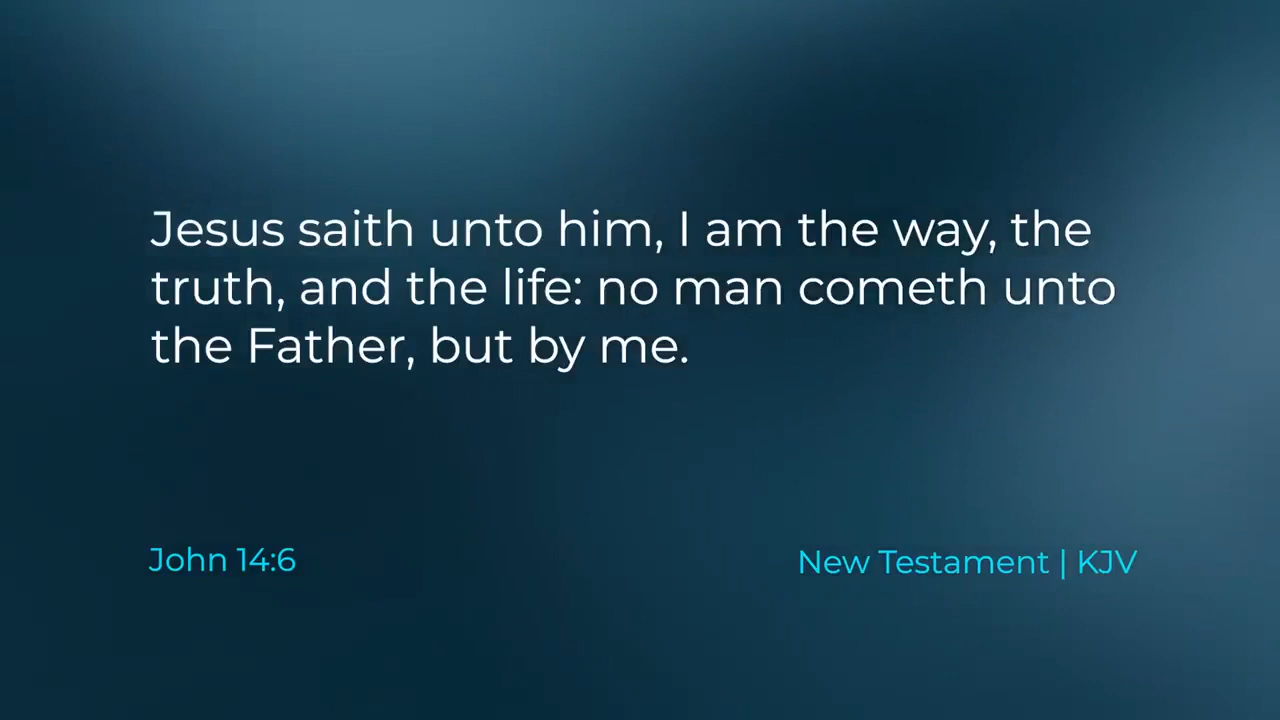 Jesus saith unto him, I am the way, the
truth, and the life: no man cometh unto
the Father, but by me.
John 14:6
New Testament | KJV